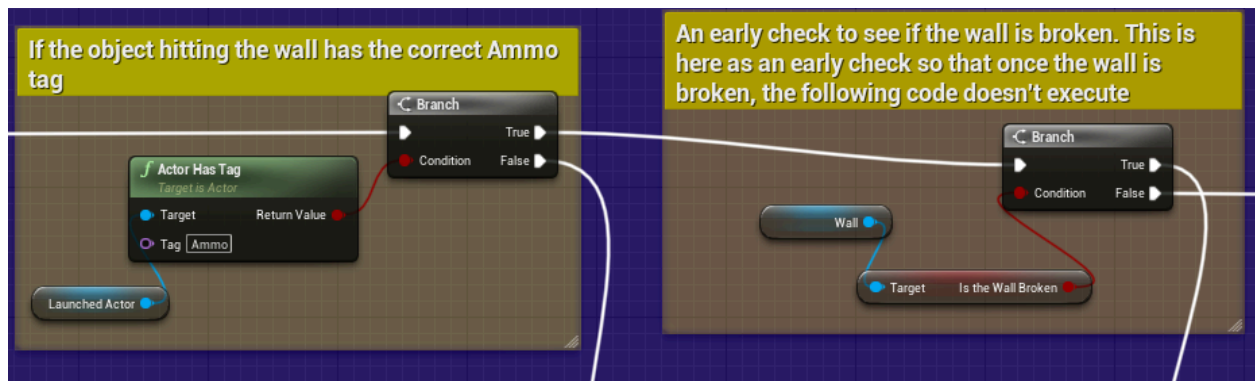 If the object hitting the wall has the correct Ammo
tag
Branch
True
Condition
False
Actor Has Tag
Target is Actor
Target
Return Value
Tag
Ammo
Launched Actor
An early check to see if the wall is broken. This is
here as an early check so that once the wall is
broken, the following code doesn't execute
Branch
True
Condition
False
Wall
Target
Is the Wall Broken